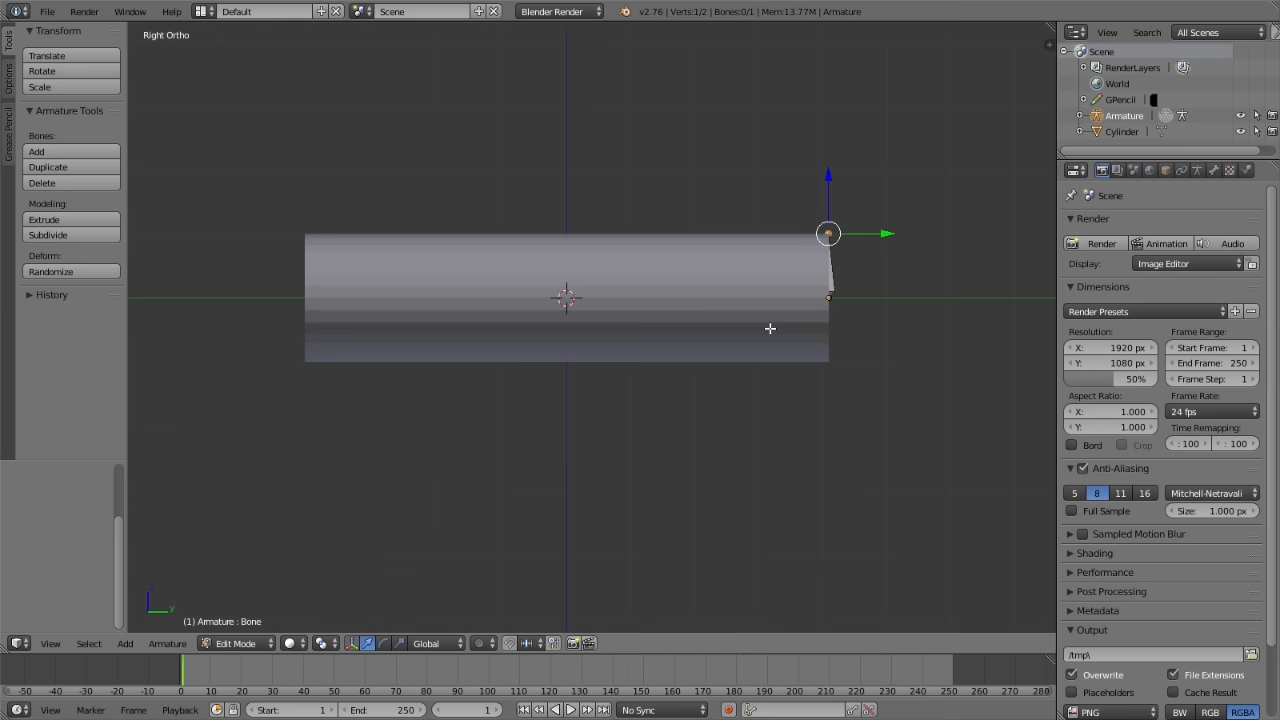 File Render Window Help Default Scene Blender Render v2.76 | Verts:1/2 | Bones:0/1 | Mem:13.77M | Armature
Tools
Options
Grease Pencil
Transform
Translate
Rotate
Scale
Armature Tools
Bones:
Add
Duplicate
Delete
Modeling:
Extrude
Subdivide
Deform:
Randomize
History
Right Ortho
z
y
(1) Armature : Bone
View Select Add Armature Edit Mode Global
-50 -40 -30 -20 -10 0 10 20 30 40 50 60 70 80 90 100 110 120 130 140 150 160 170 180 190 200 210 220 230 240 250 260 270 280
View Marker Frame Playback Start: 1 End: 250 1 No Sync
View Search All Scenes
Scene
RenderLayers
World
GPencil
Armature
Cylinder
Scene
Render
Render Animation Audio
Display: Image Editor
Dimensions
Render Presets
Resolution: Frame Range:
X: 1920 px Start Frame: 1
Y: 1080 px End Frame: 250
50% Frame Step: 1
Aspect Ratio: Frame Rate:
X: 1.000 24 fps
Y: 1.000 Time Remapping:
Bord Crop : 100 : 100
Anti-Aliasing
5 8 11 16 Mitchell-Netravali
Full Sample Size: 1.000 px
Sampled Motion Blur
Shading
Performance
Post Processing
Metadata
Output
/tmp\
Overwrite File Extensions
Placeholders Cache Result
PNG BW RGB RGBA